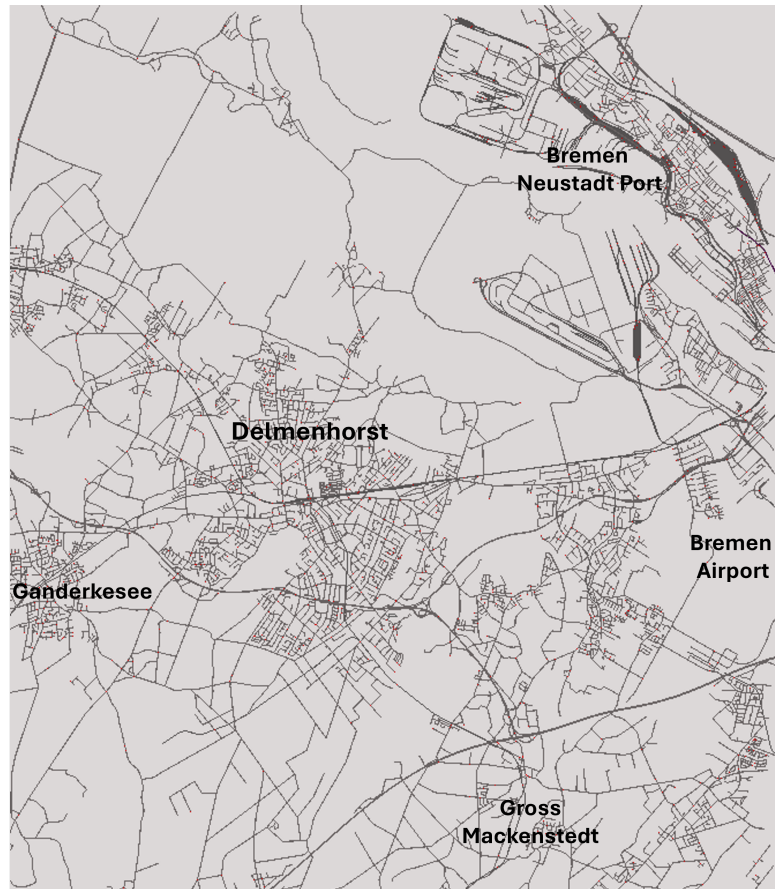 Bremen
Neustadt Port
Delmenhorst
Bremen
Airport
Ganderkesee
Gross
Mackenstedt